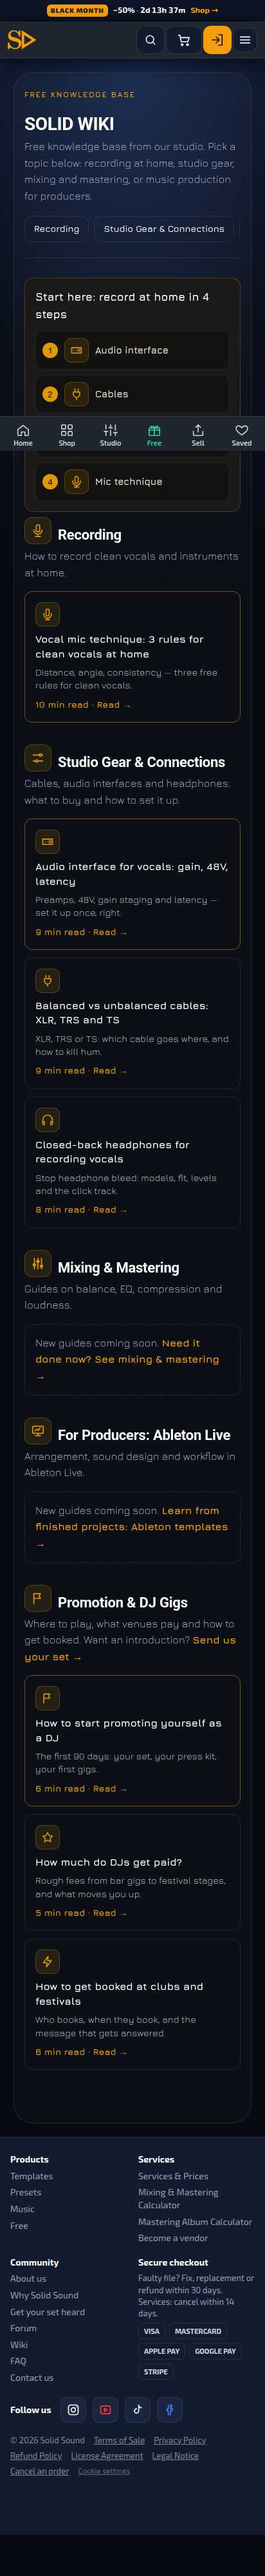 BLACK MONTH −50% · 2d 13h 37m Shop →
SD
FREE KNOWLEDGE BASE
SOLID WIKI
Free knowledge base from our studio. Pick a
topic below: recording at home, studio gear,
mixing and mastering, or music production
for producers.
Recording
Studio Gear & Connections
Start here: record at home in 4
steps
1 Audio interface
2 Cables
Home
Shop
Studio
Free
Sell
Saved
4 Mic technique
Recording
How to record clean vocals and instruments
at home.
Vocal mic technique: 3 rules for
clean vocals at home
Distance, angle, consistency — three free
rules for clean vocals.
10 min read · Read →
Studio Gear & Connections
Cables, audio interfaces and headphones:
what to buy and how to set it up.
Audio interface for vocals: gain, 48V,
latency
Preamps, 48V, gain staging and latency —
set it up once, right.
9 min read · Read →
Balanced vs unbalanced cables:
XLR, TRS and TS
XLR, TRS or TS: which cable goes where, and
how to kill hum.
9 min read · Read →
Closed-back headphones for
recording vocals
Stop headphone bleed: models, fit, levels
and the click track.
8 min read · Read →
Mixing & Mastering
Guides on balance, EQ, compression and
loudness.
New guides coming soon. Need it
done now? See mixing & mastering
→
For Producers: Ableton Live
Arrangement, sound design and workflow in
Ableton Live.
New guides coming soon. Learn from
finished projects: Ableton templates
→
Promotion & DJ Gigs
Where to play, what venues pay and how to
get booked. Want an introduction? Send us
your set →
How to start promoting yourself as
a DJ
The first 90 days: your set, your press kit,
your first gigs.
6 min read · Read →
How much do DJs get paid?
Rough fees from bar gigs to festival stages,
and what moves you up.
5 min read · Read →
How to get booked at clubs and
festivals
Who books, when they book, and the
message that gets answered.
6 min read · Read →
Products
Templates
Presets
Music
Free
Services
Services & Prices
Mixing & Mastering
Calculator
Mastering Album Calculator
Become a vendor
Community
About us
Why Solid Sound
Get your set heard
Forum
Wiki
FAQ
Contact us
Secure checkout
Faulty file? Fix, replacement or
refund within 30 days.
Services: cancel within 14
days.
VISA
MASTERCARD
APPLE PAY
GOOGLE PAY
STRIPE
Follow us
© 2026 Solid Sound Terms of Sale Privacy Policy
Refund Policy License Agreement Legal Notice
Cancel an order Cookie settings